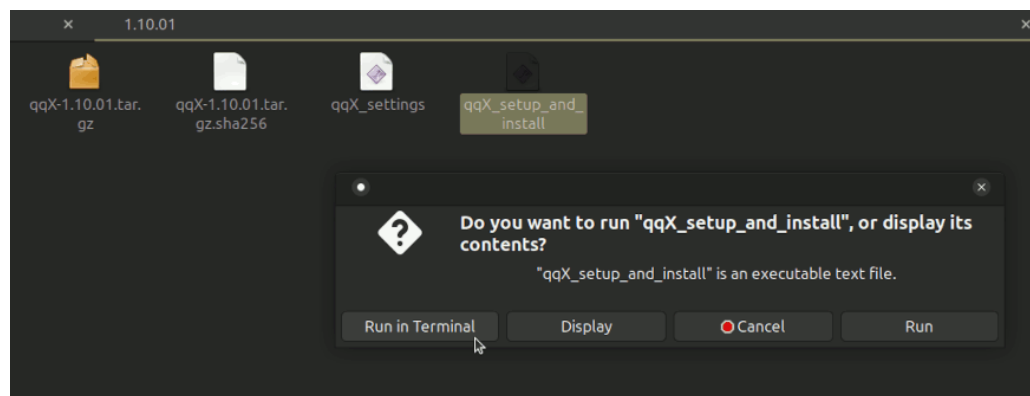 1.10.01
qqX-1.10.01.tar.
gz
qqX-1.10.01.tar.
gz.sha256
qqX_settings
qqX_setup_and_
install
Do you want to run "qqX_setup_and_install", or display its
contents?
"qqX_setup_and_install" is an executable text file.
Run in Terminal
Display
Cancel
Run